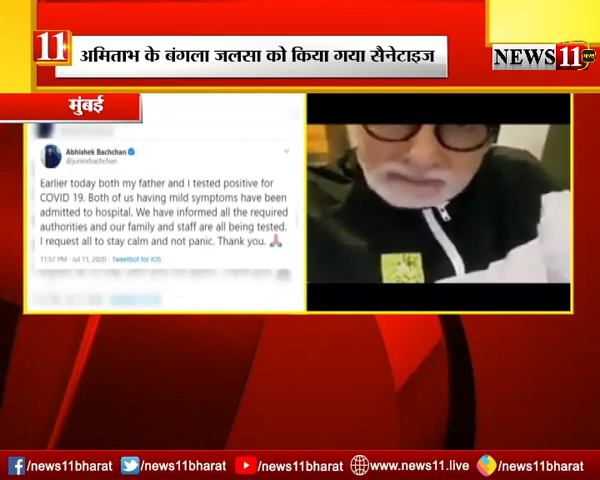 11
अमिताभ के बंगला जलसा को किया गया सैनेटाइज
NEWS 11
मुंबई
Abhishek Bachchan
@juniorbachchan
Earlier today both my father and I tested positive for
COVID 19. Both of us having mild symptoms have been
admitted to hospital. We have informed all the required
authorities and our family and staff are all being tested.
I request all to stay calm and not panic. Thank you. 🙏🏽
11:57 PM · Jul 11, 2020 · Tweetbot for iOS
/news11bharat
/news11bharat
/news11bharat
www.news11.live
/news11bharat